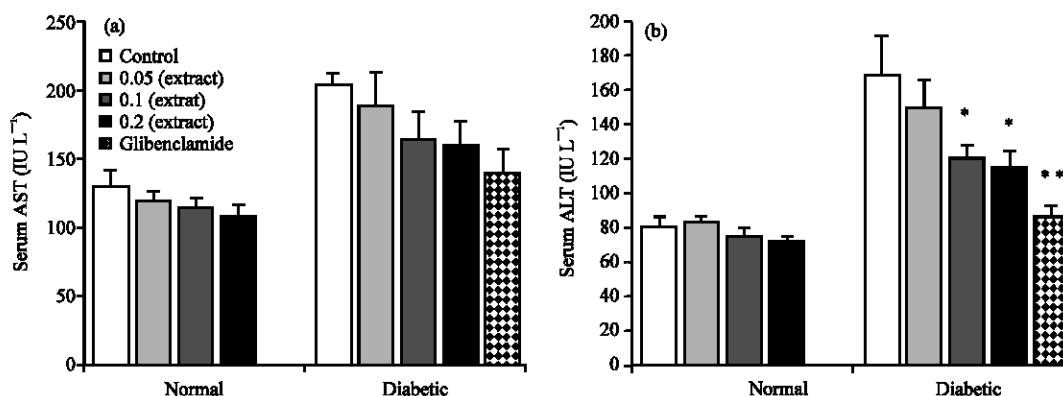 (a)
Control
0.05 (extract)
0.1 (extrat)
0.2 (extract)
Glibenclamide
Serum AST (IU L⁻¹)
250
200
150
100
50
0
Normal
Diabetic
(b)
Serum ALT (IU L⁻¹)
200
180
160
140
120
100
80
60
40
20
0
*
*
**
Normal
Diabetic